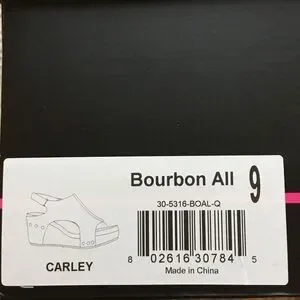 Bourbon All 9
30-5316-BOAL-Q
8 02616 30784 5
Made in China
CARLEY